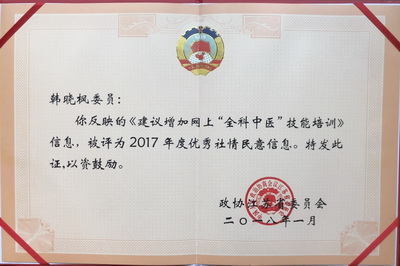 韩晓枫委员：
你反映的《建议增加网上“全科中医”技能培训》
信息，被评为2017年度优秀社情民意信息。特发此
证，以资鼓励。
政协江苏省委员会
二〇一八年一月